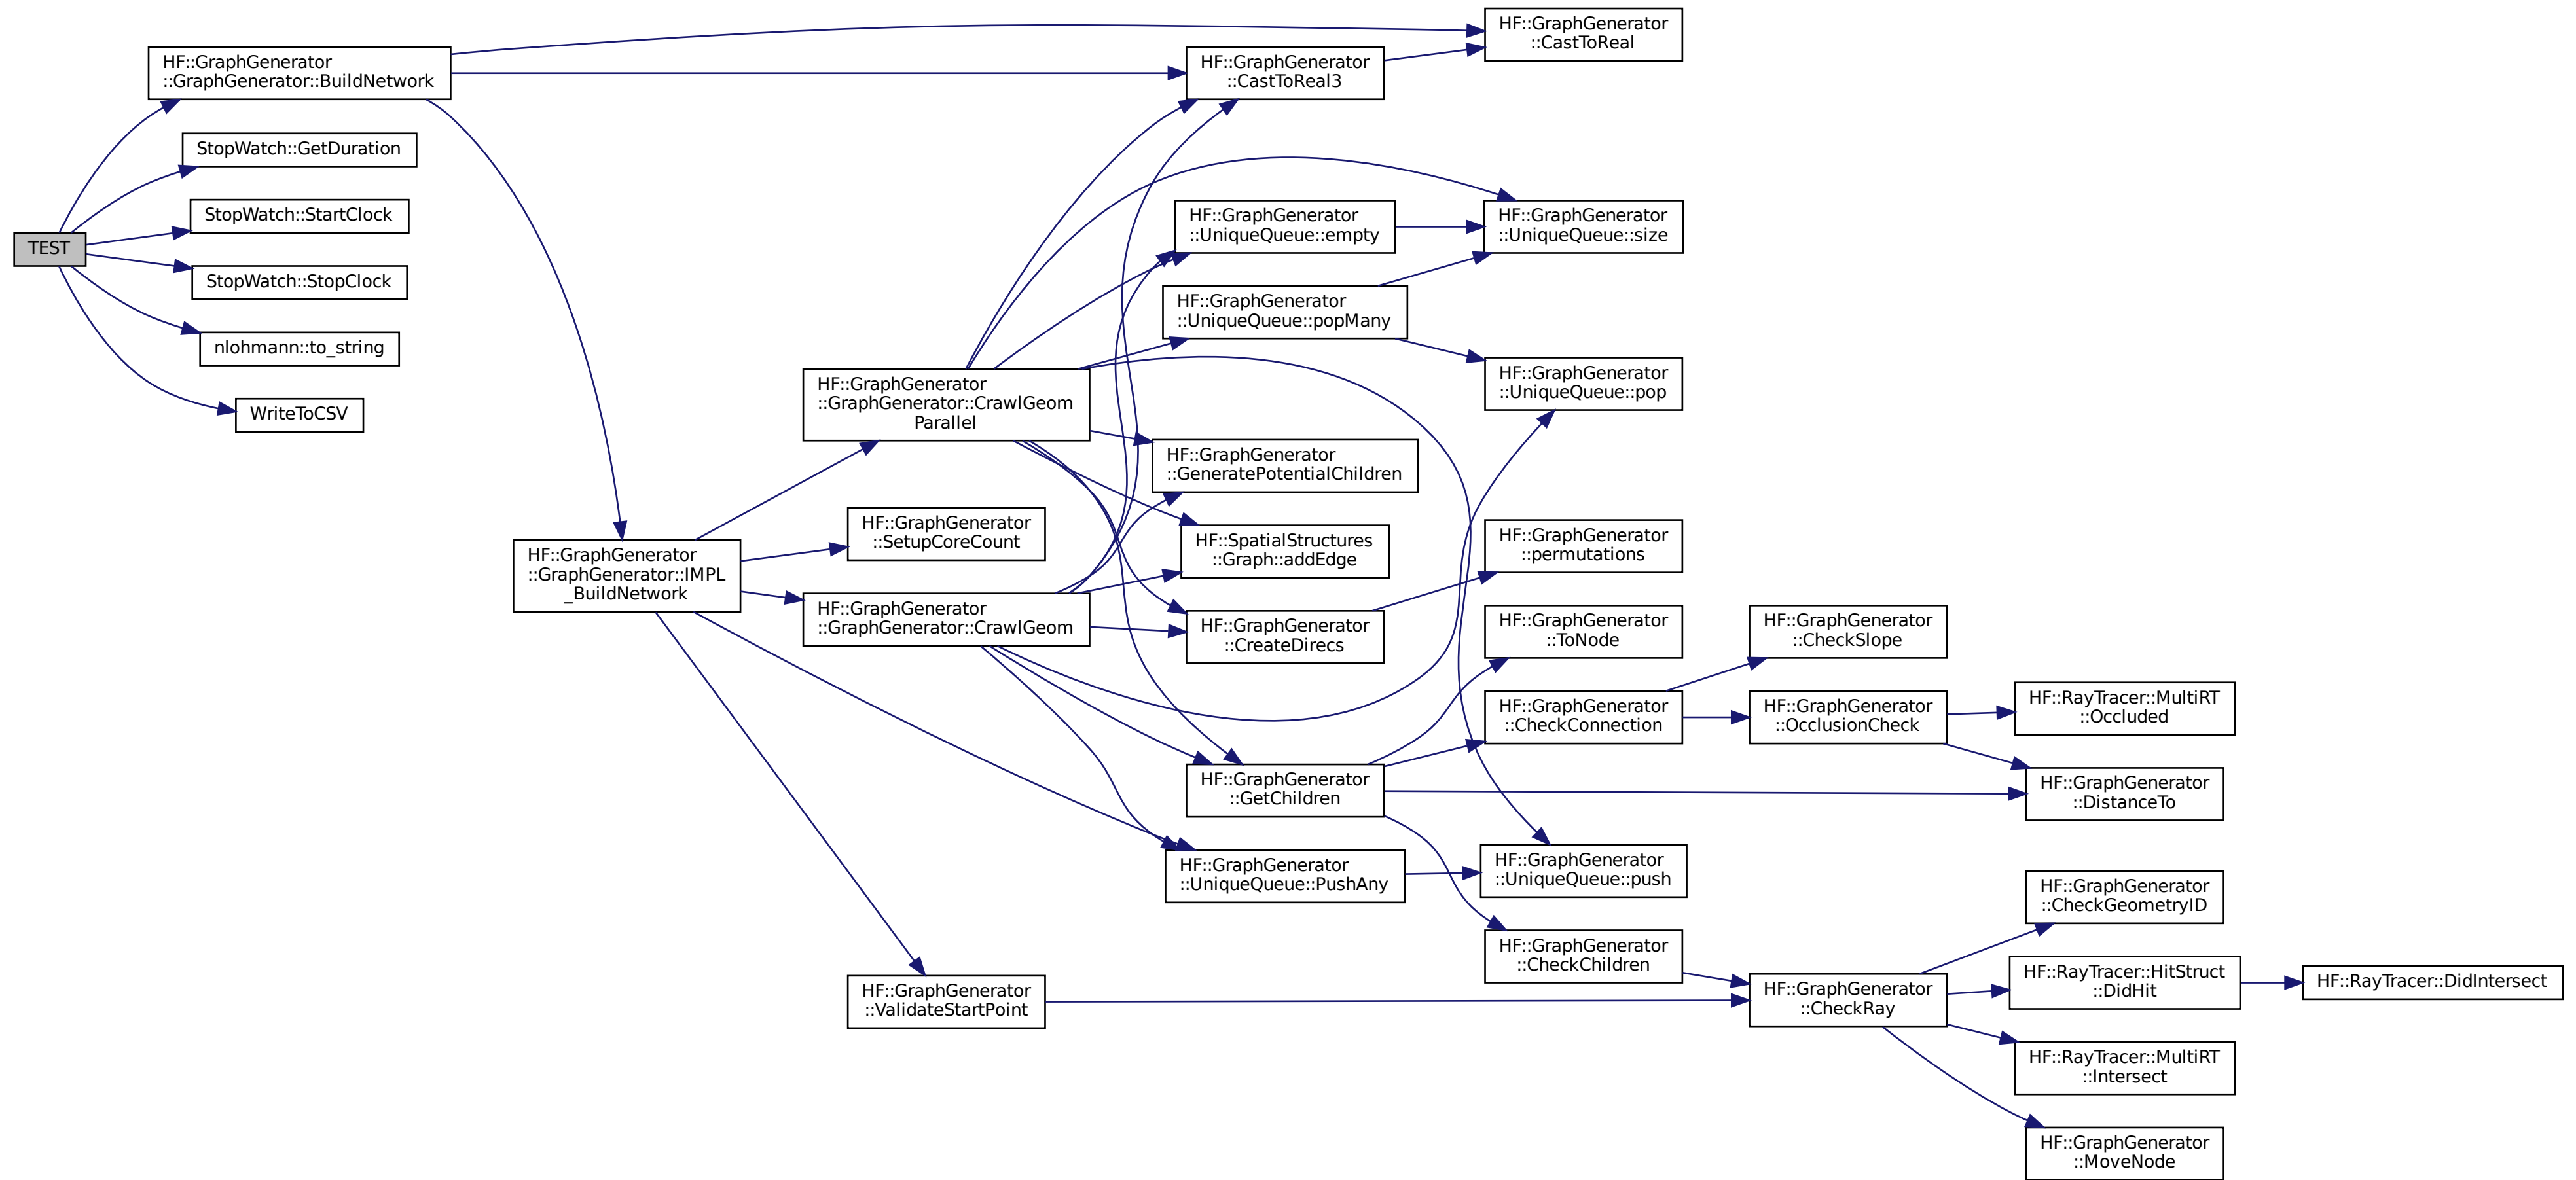 TEST
HF::GraphGenerator
::GraphGenerator::BuildNetwork
StopWatch::GetDuration
StopWatch::StartClock
StopWatch::StopClock
nlohmann::to_string
WriteToCSV
HF::GraphGenerator
::GraphGenerator::IMPL
_BuildNetwork
HF::GraphGenerator
::GraphGenerator::CrawlGeom
Parallel
HF::GraphGenerator
::SetupCoreCount
HF::GraphGenerator
::GraphGenerator::CrawlGeom
HF::GraphGenerator
::ValidateStartPoint
HF::GraphGenerator
::CastToReal3
HF::GraphGenerator
::UniqueQueue::empty
HF::GraphGenerator
::UniqueQueue::popMany
HF::GraphGenerator
::GeneratePotentialChildren
HF::SpatialStructures
::Graph::addEdge
HF::GraphGenerator
::CreateDirecs
HF::GraphGenerator
::GetChildren
HF::GraphGenerator
::UniqueQueue::PushAny
HF::GraphGenerator
::CastToReal
HF::GraphGenerator
::UniqueQueue::size
HF::GraphGenerator
::UniqueQueue::pop
HF::GraphGenerator
::permutations
HF::GraphGenerator
::ToNode
HF::GraphGenerator
::CheckConnection
HF::GraphGenerator
::UniqueQueue::push
HF::GraphGenerator
::CheckChildren
HF::GraphGenerator
::CheckSlope
HF::GraphGenerator
::OcclusionCheck
HF::GraphGenerator
::CheckRay
HF::RayTracer::MultiRT
::Occluded
HF::GraphGenerator
::DistanceTo
HF::GraphGenerator
::CheckGeometryID
HF::RayTracer::HitStruct
::DidHit
HF::RayTracer::MultiRT
::Intersect
HF::GraphGenerator
::MoveNode
HF::RayTracer::DidIntersect